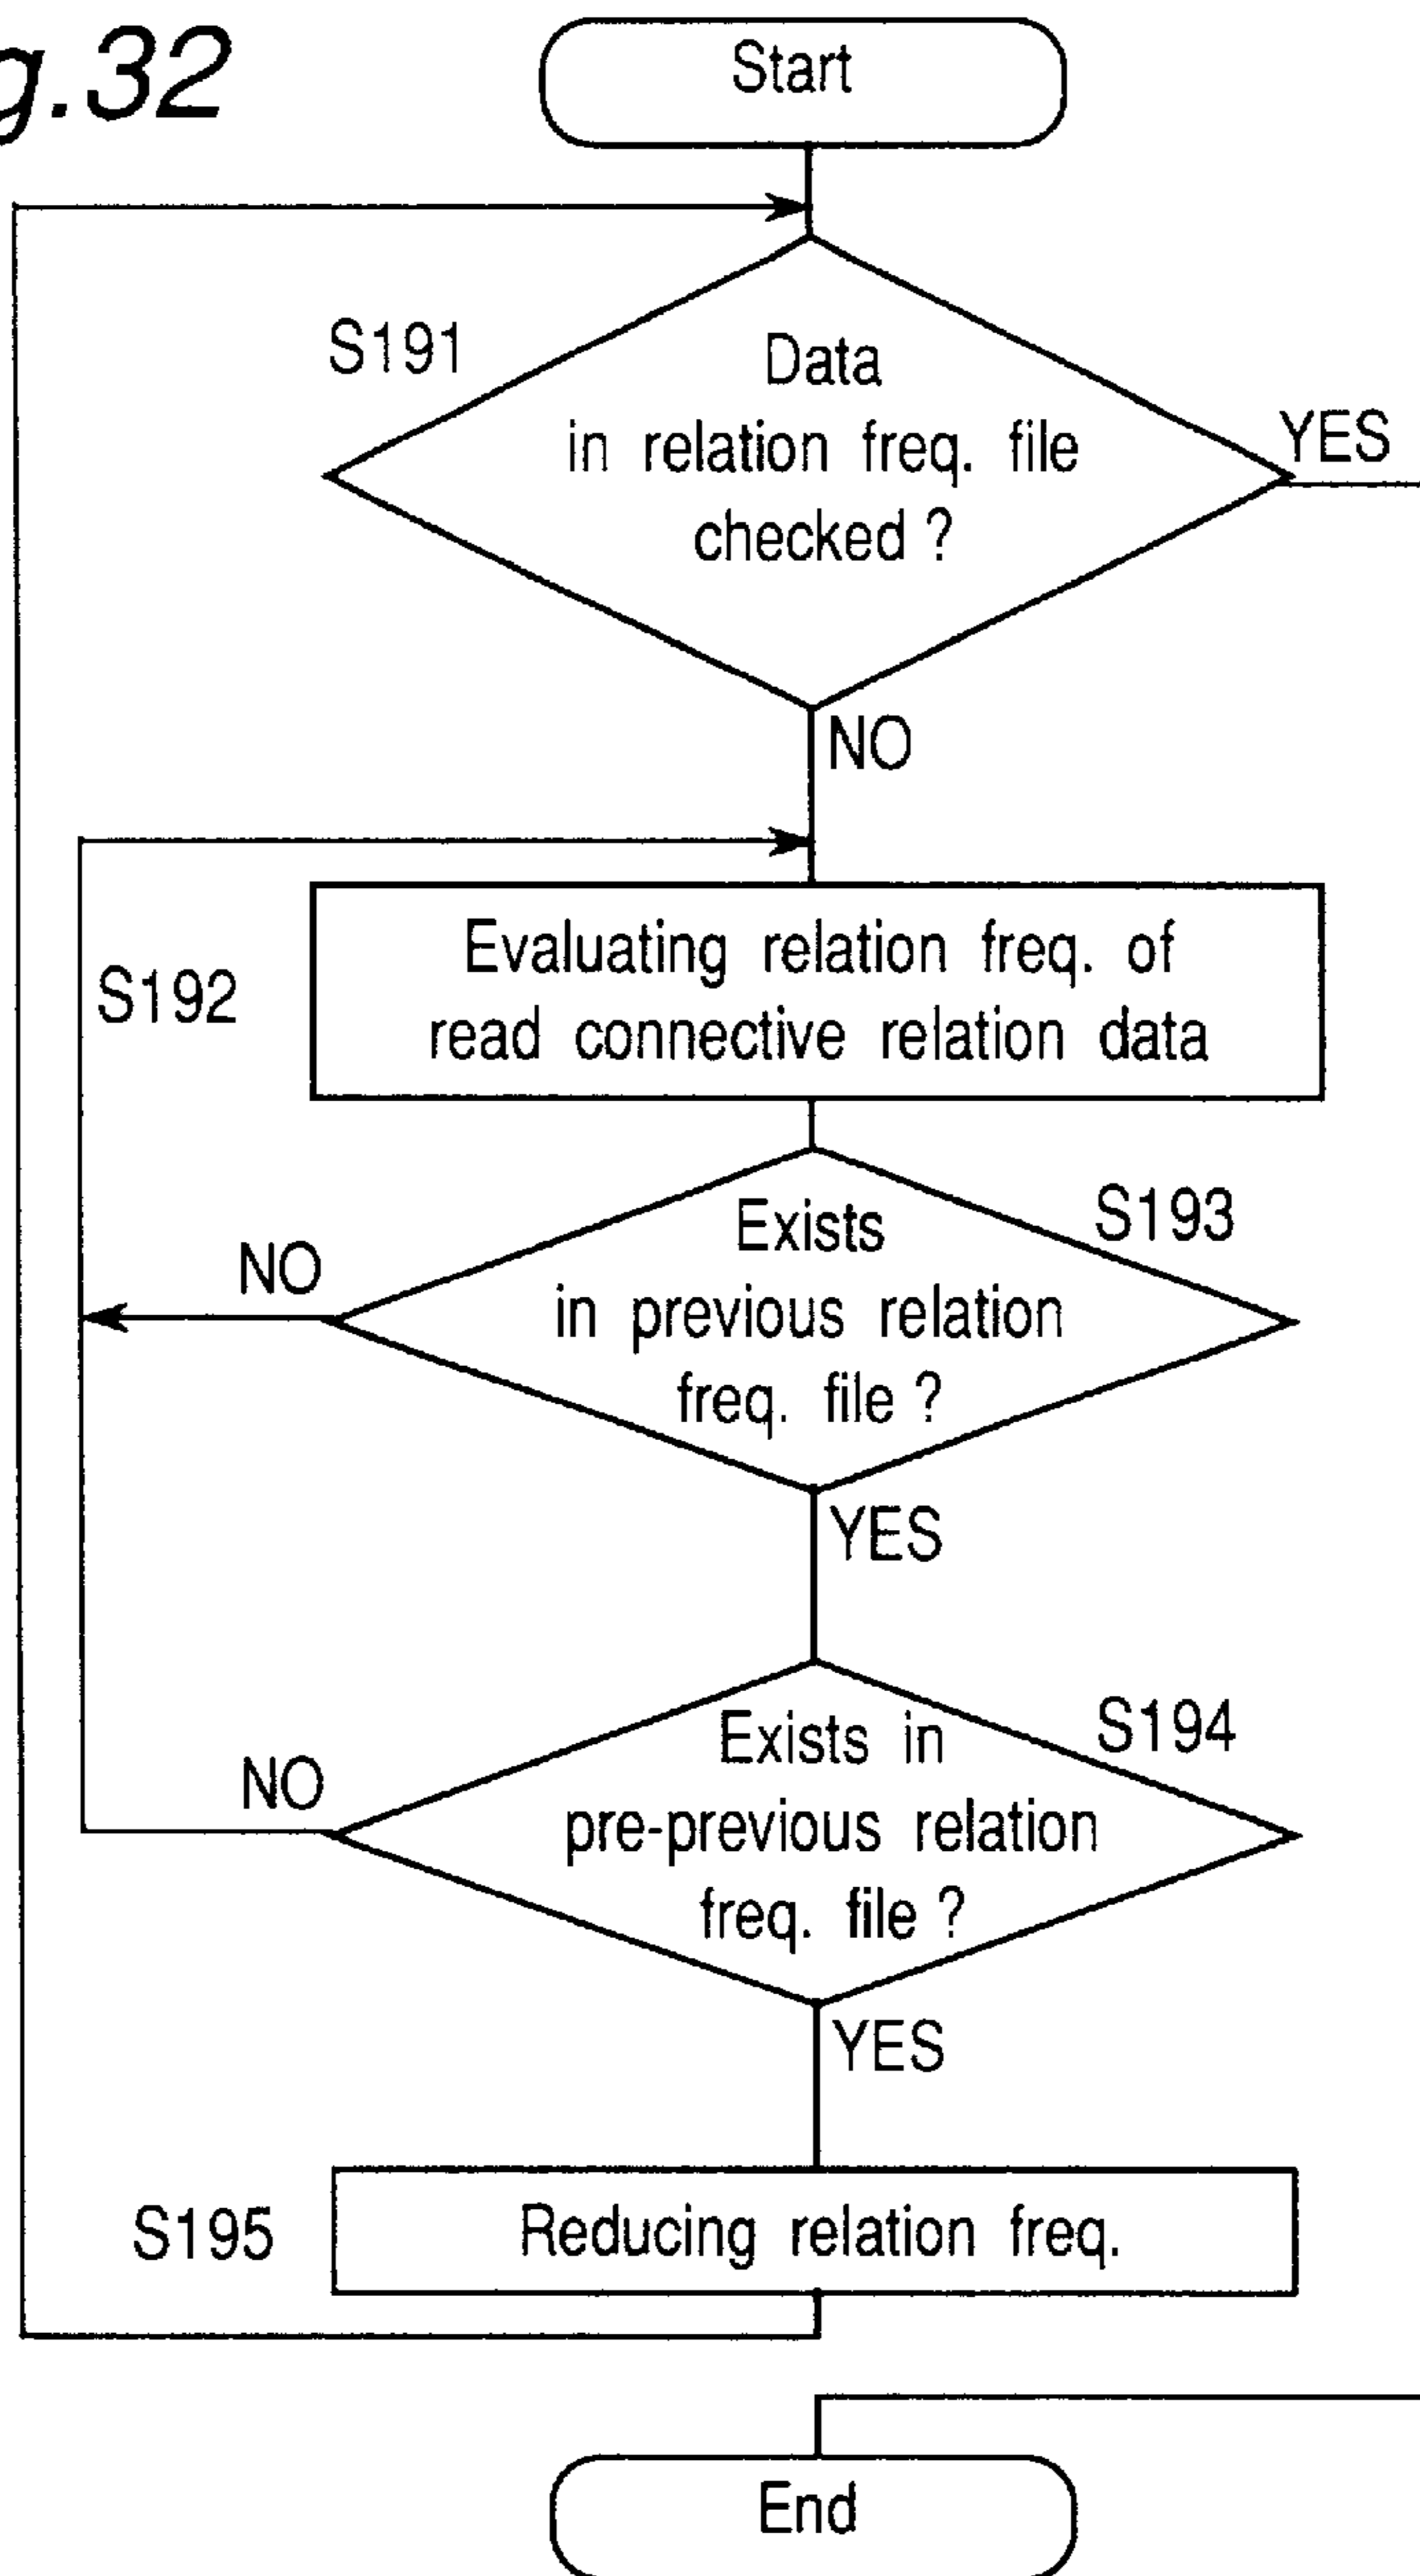 g.32
Start
S191
Data
in relation freq. file
checked ?
YES
NO
Evaluating relation freq. of
read connective relation data
S192
Exists
in previous relation
freq. file ?
S193
NO
YES
Exists in
pre-previous relation
freq. file ?
S194
NO
YES
S195
Reducing relation freq.
End